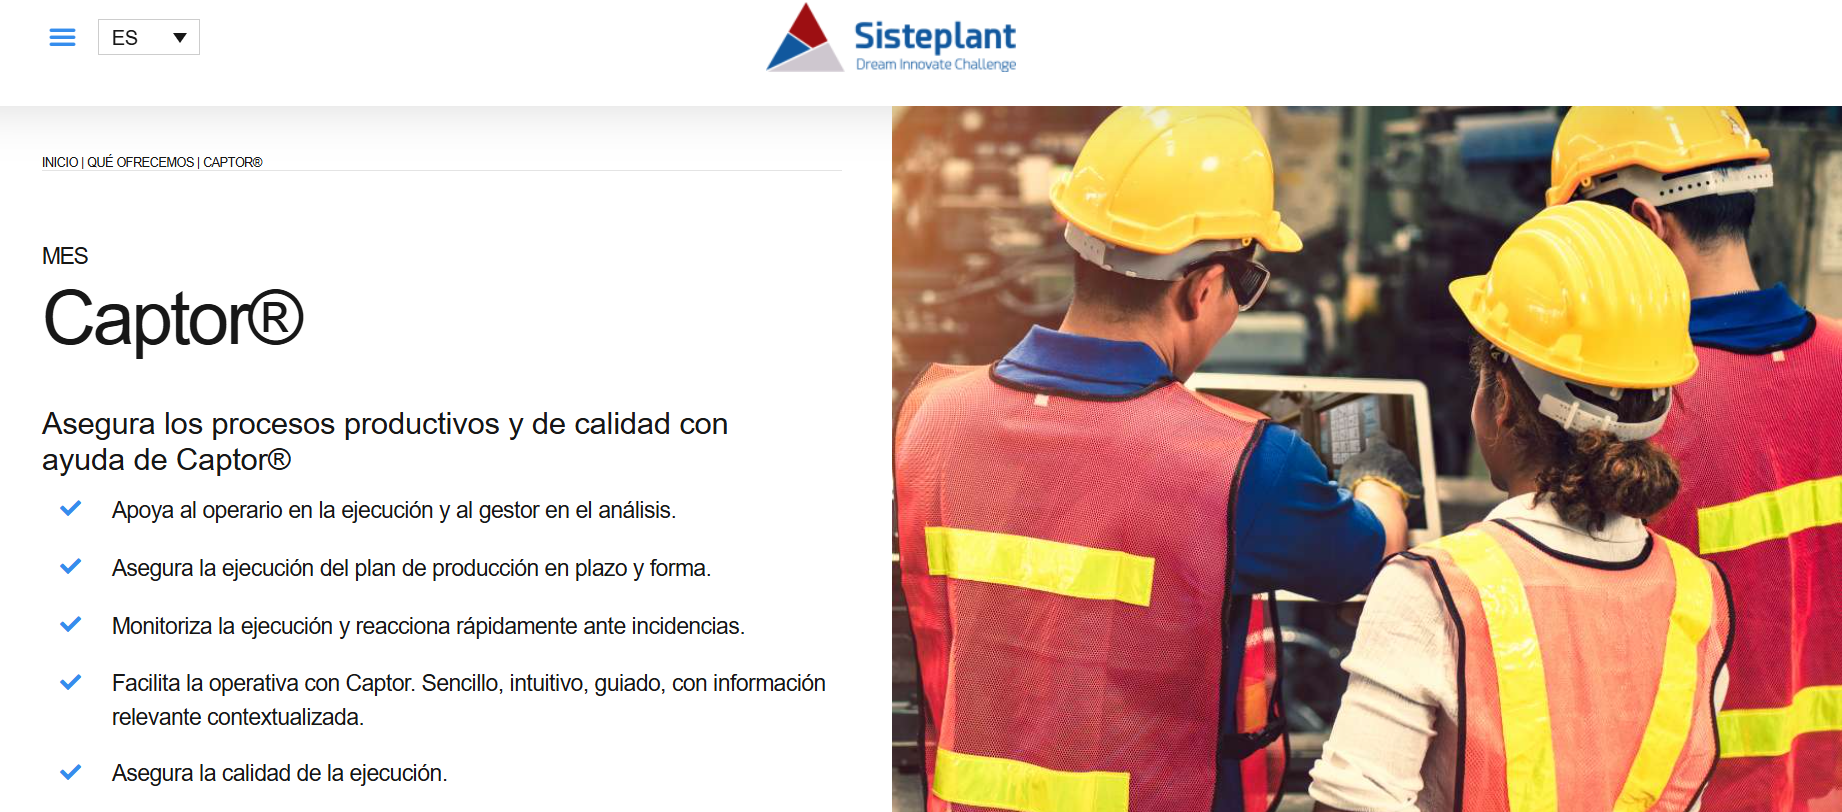 ES
Sisteplant
Dream Innovate Challenge
INICIO | QUÉ OFRECEMOS | CAPTOR®
MES
Captor®
Asegura los procesos productivos y de calidad con
ayuda de Captor®
Apoya al operario en la ejecución y al gestor en el análisis.
Asegura la ejecución del plan de producción en plazo y forma.
Monitoriza la ejecución y reacciona rápidamente ante incidencias.
Facilita la operativa con Captor. Sencillo, intuitivo, guiado, con información
relevante contextualizada.
Asegura la calidad de la ejecución.